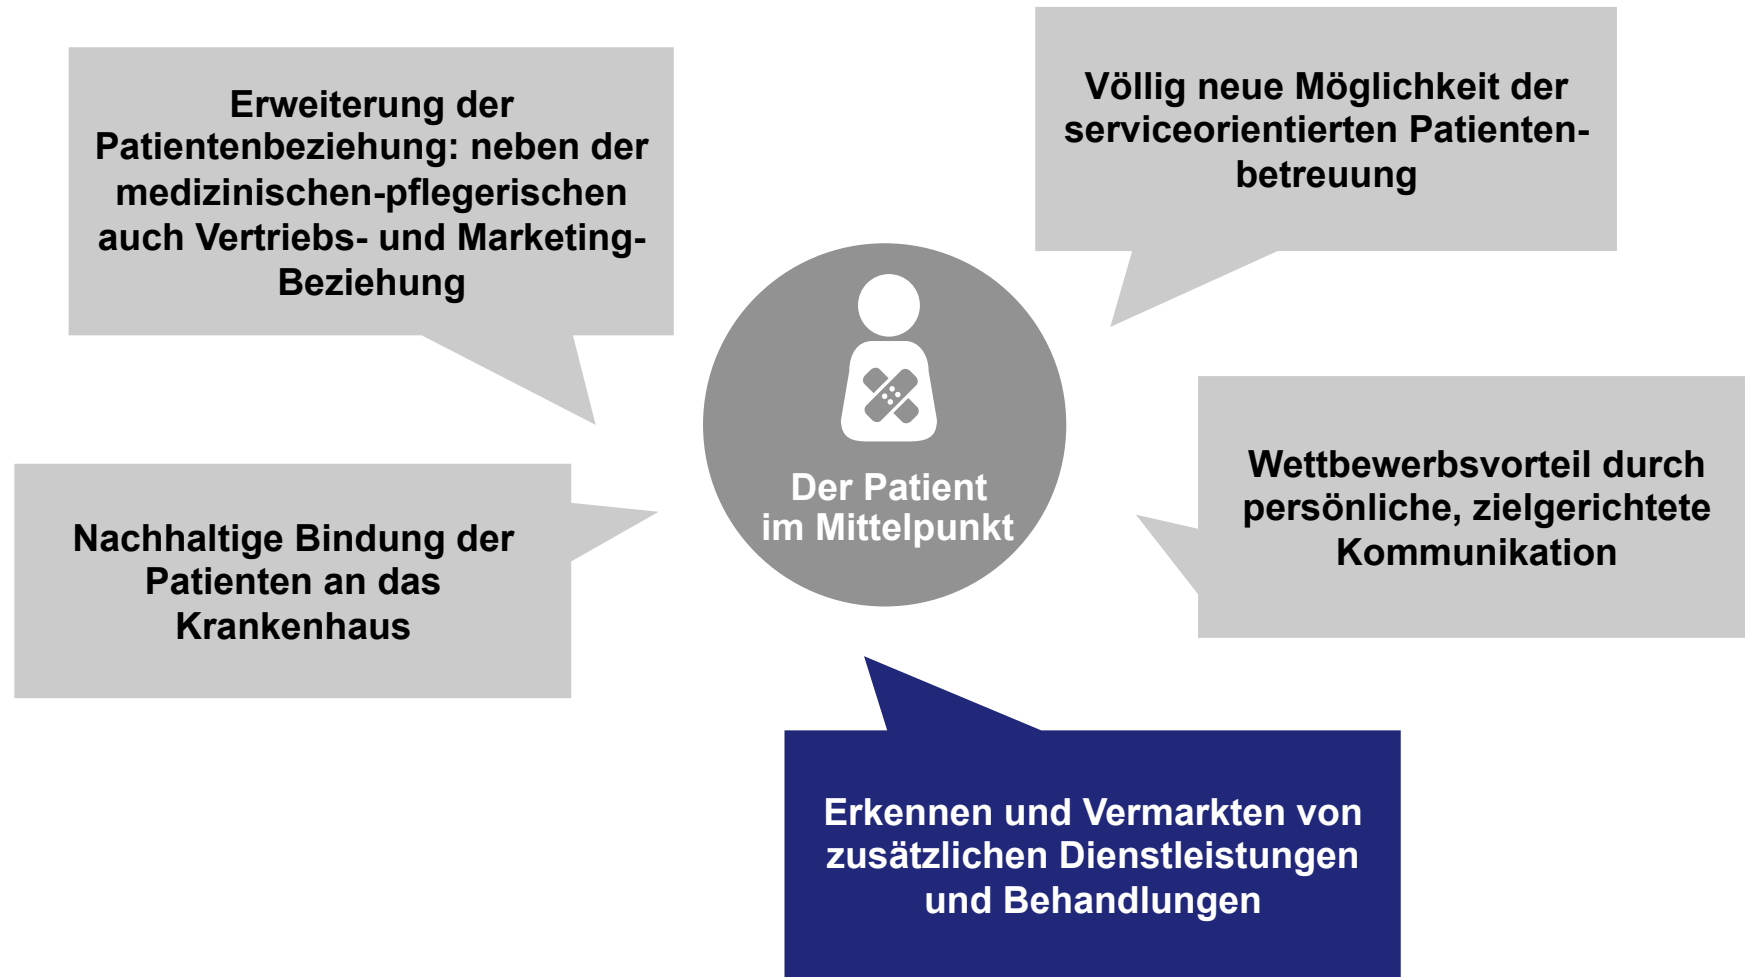 Erweiterung der
Patientenbeziehung: neben der
medizinischen-pflegerischen
auch Vertriebs- und Marketing-
Beziehung
Völlig neue Möglichkeit der
serviceorientierten Patienten-
betreuung
Der Patient
im Mittelpunkt
Nachhaltige Bindung der
Patienten an das
Krankenhaus
Wettbewerbsvorteil durch
persönliche, zielgerichtete
Kommunikation
Erkennen und Vermarkten von
zusätzlichen Dienstleistungen
und Behandlungen